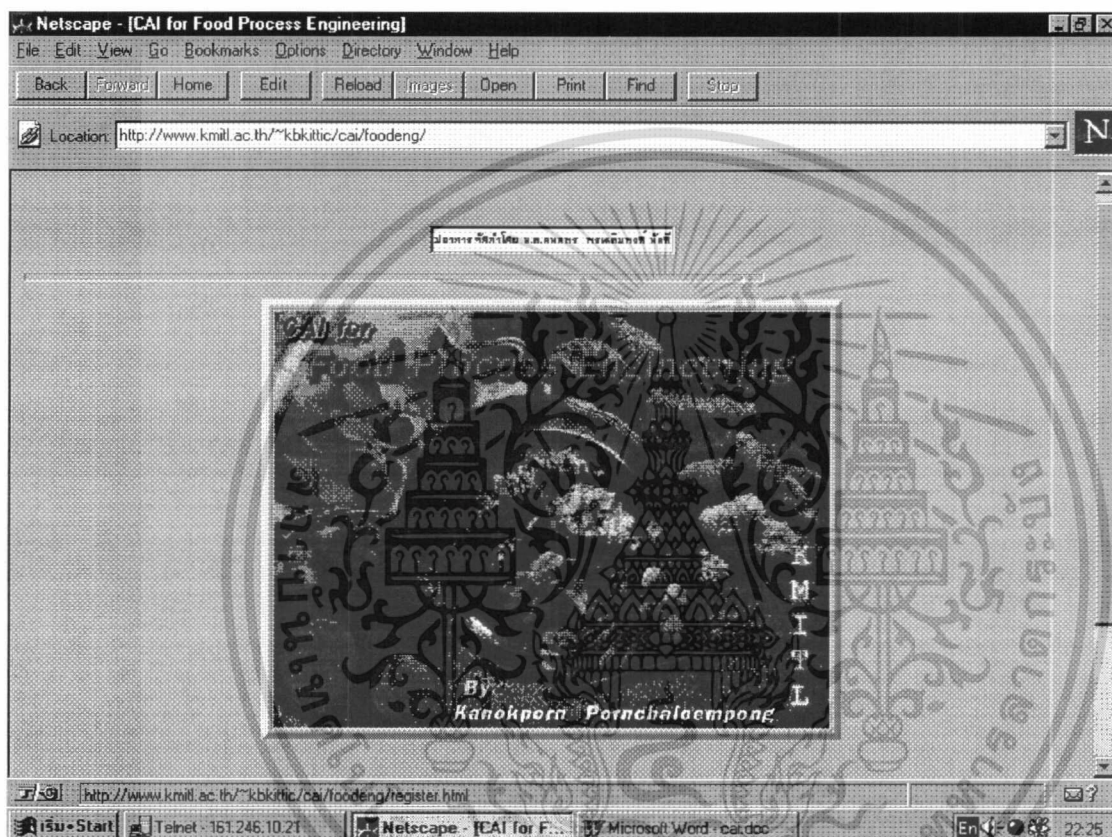 Netscape - [CAI for Food Process Engineering]
File Edit View Go Bookmarks Options Directory Window Help
Back Forward Home Edit Reload Images Open Print Find Stop
Location: http://www.kmitl.ac.th/~kbkittic/cai/foodeng/
N
CAI for
Food Process Engineering
KMITL
By
Kanokporn Pornchaloempong
http://www.kmitl.ac.th/~kbkittic/cai/foodeng/register.html
เริ่ม Start Telnet - 161.246.10.21 Netscape - [CAI for F... Microsoft Word - cai.doc En 22:25